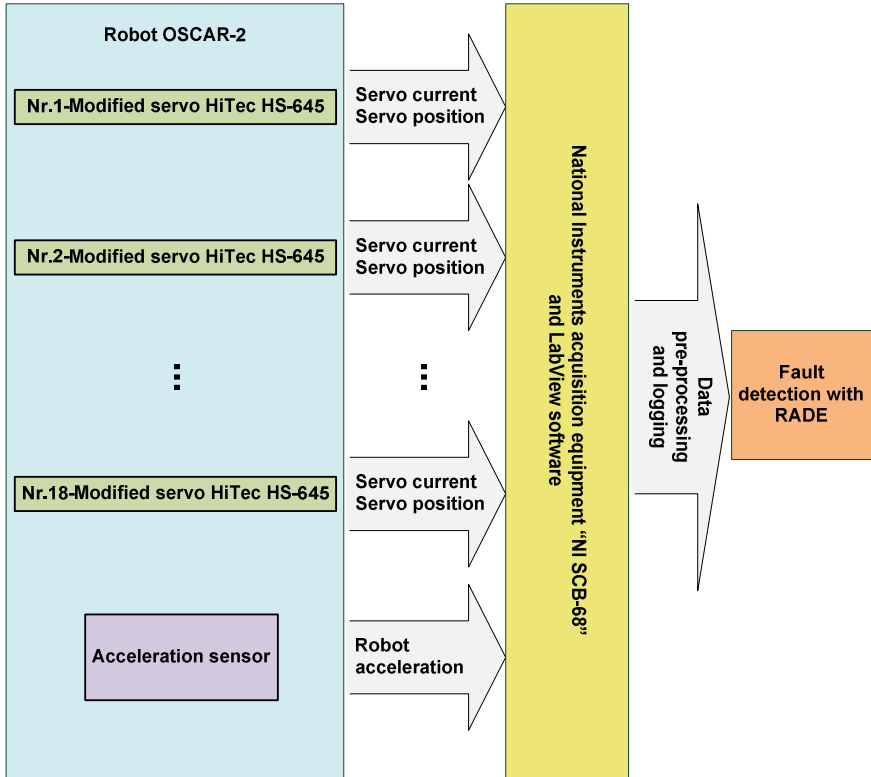 Robot OSCAR-2
Nr.1-Modified servo HiTec HS-645
Servo current
Servo position
Nr.2-Modified servo HiTec HS-645
Servo current
Servo position
...
...
Nr.18-Modified servo HiTec HS-645
Servo current
Servo position
Acceleration sensor
Robot
acceleration
National Instruments acquisition equipment “NI SCB-68”
and LabView software
Data
pre-processing
and logging
Fault
detection with
RADE